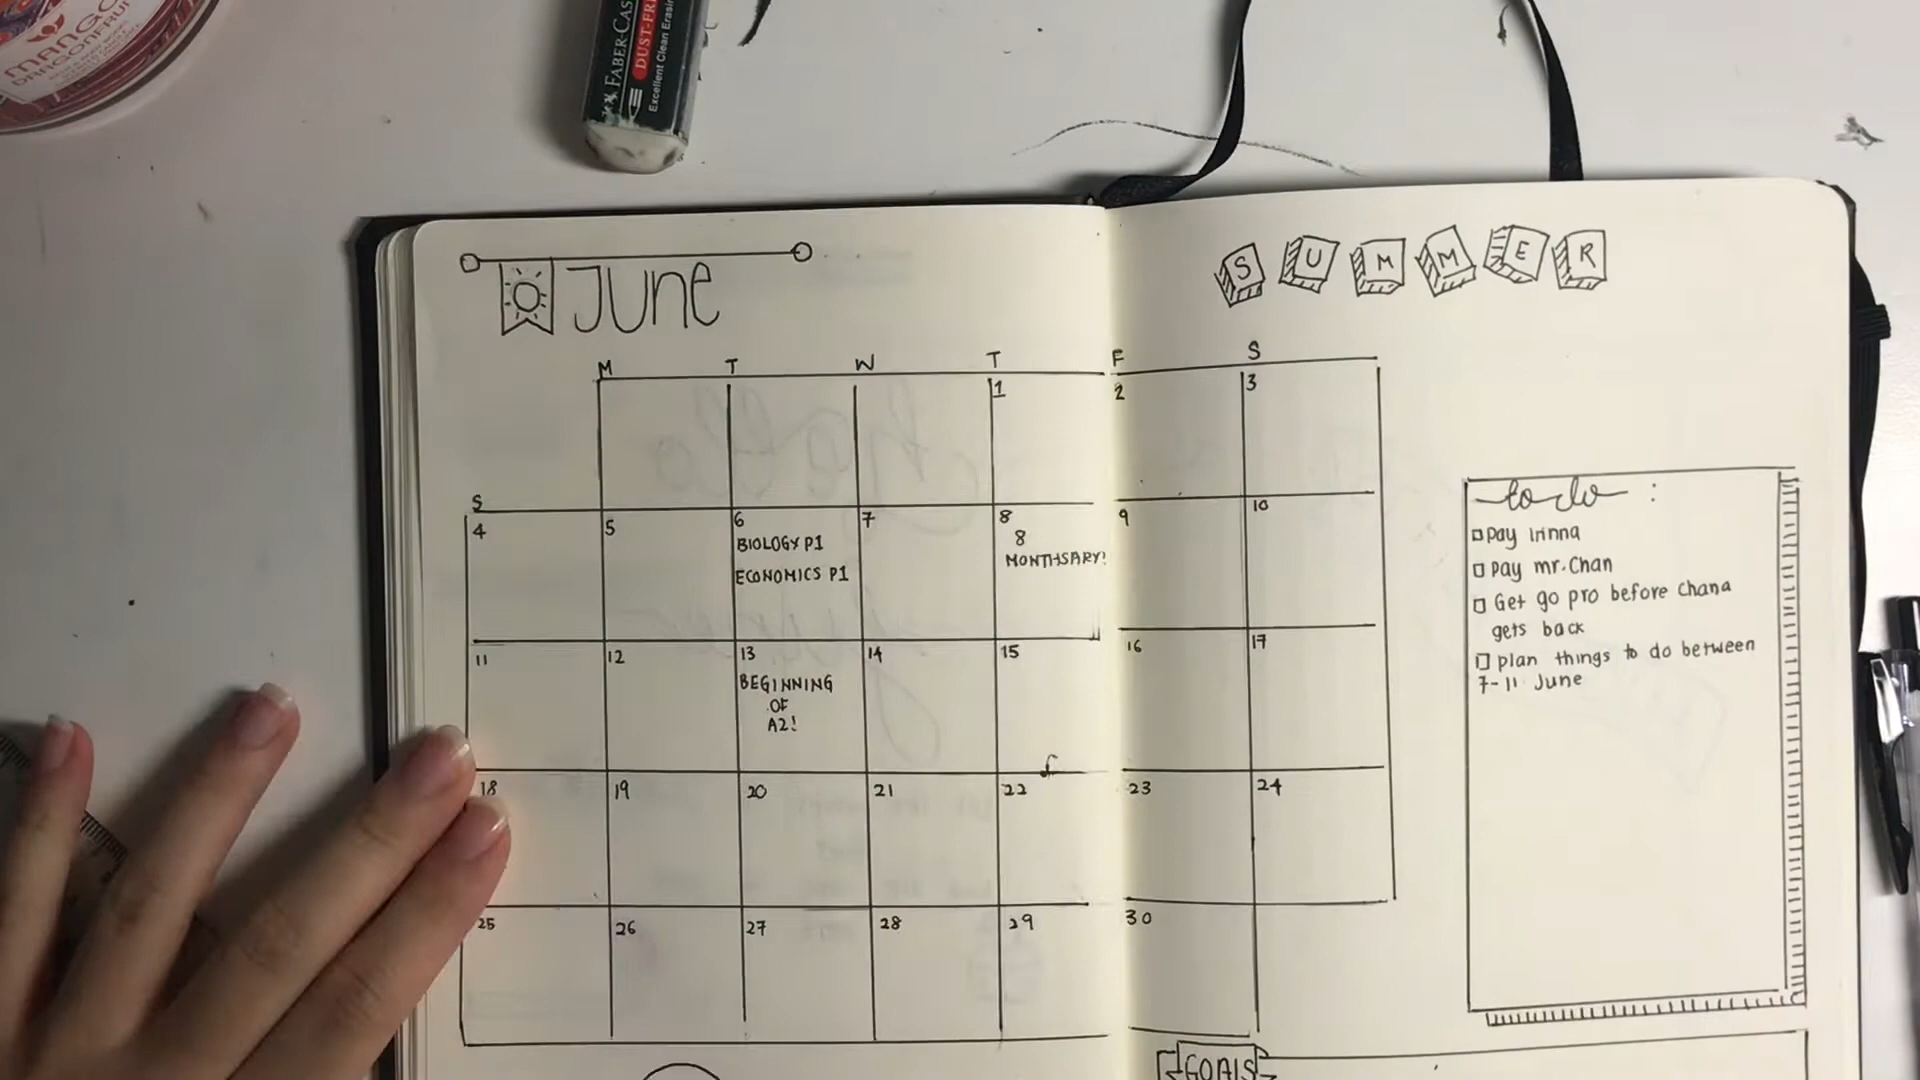 MANGO
DRAGONFRUIT
FABER-CAS
DUST-FR
Excellent Clean Erasin
JUNE
SUMMER
M T W T F S
1 2 3
S
4 5 6 7 8 9 10
BIOLOGY P1
ECONOMICS P1
8
MONTHSARY!
11 12 13 14 15 16 17
BEGINNING
OF
A2!
18 19 20 21 22 23 24
25 26 27 28 29 30
to do :
Pay Irinna
Pay mr.Chan
Get go pro before Chana
gets back
plan things to do between
7-11 June
GOALS